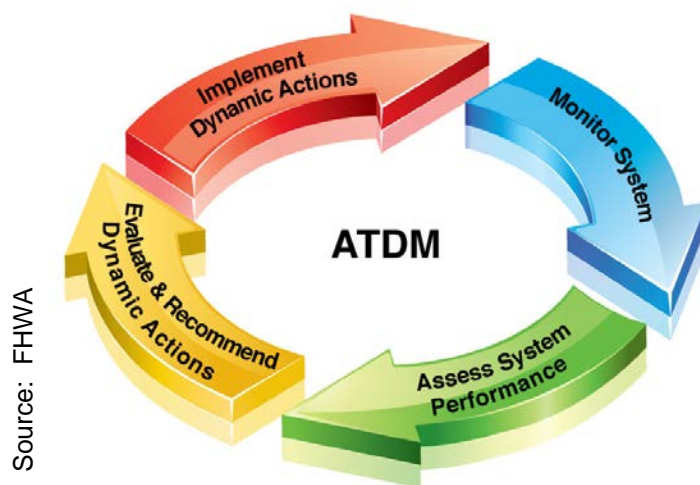 Implement
Dynamic Actions
Monitor System
ATDM
Evaluate & Recommend
Dynamic Actions
Assess System
Performance
Source: FHWA